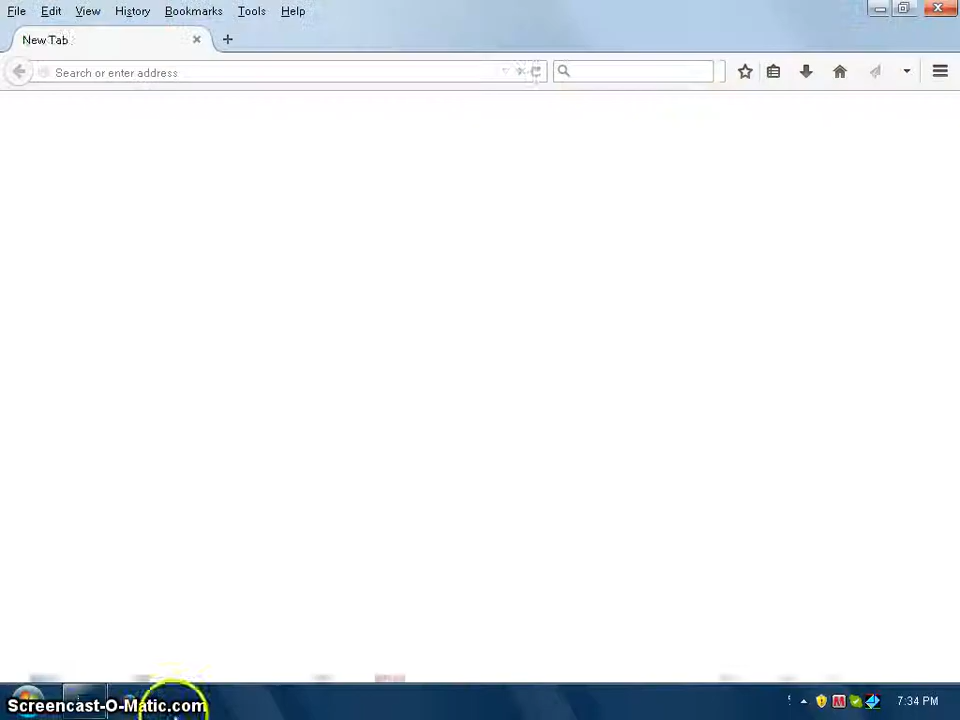 File Edit View History Bookmarks Tools Help
New Tab
Search or enter address
Screencast-O-Matic.com
7:34 PM